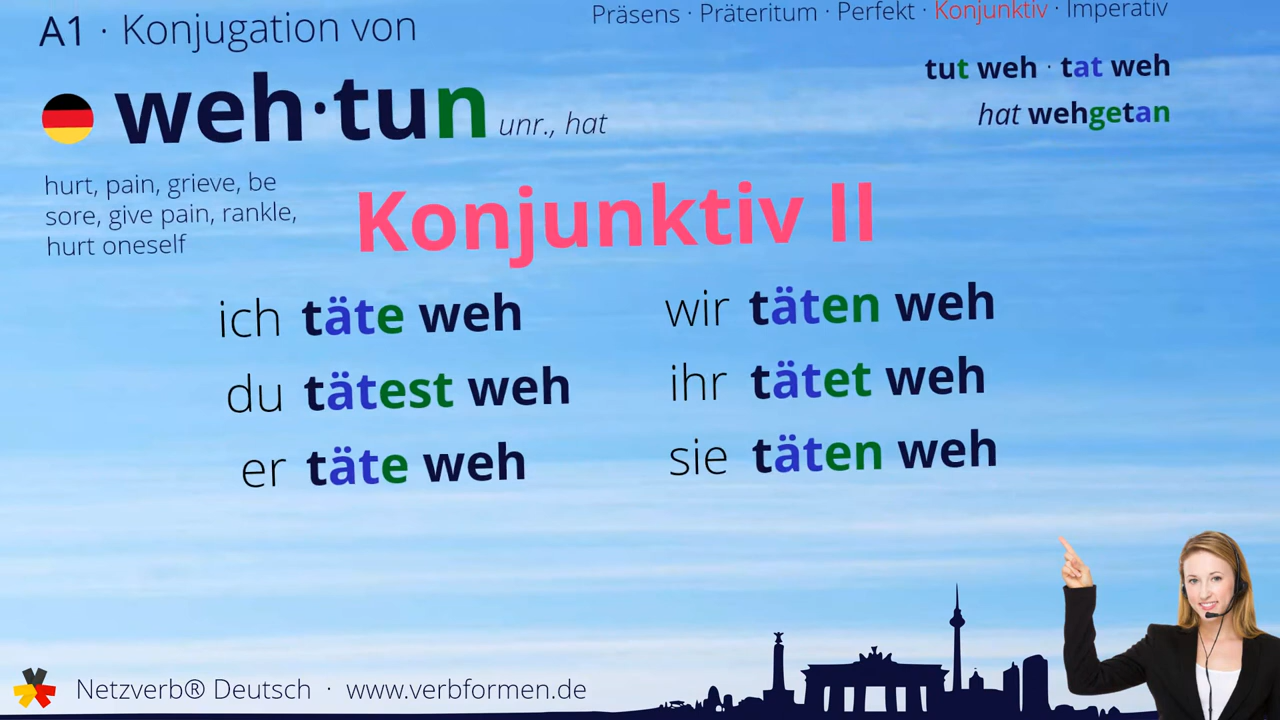 A1 · Konjugation von
Präsens · Präteritum · Perfekt · Konjunktiv · Imperativ
weh·tun unr., hat
tut weh · tat weh
hat wehgetan
hurt, pain, grieve, be
sore, give pain, rankle,
hurt oneself
Konjunktiv II
ich täte weh
du tätest weh
er täte weh
wir täten weh
ihr tätet weh
sie täten weh
Netzverb® Deutsch · www.verbformen.de